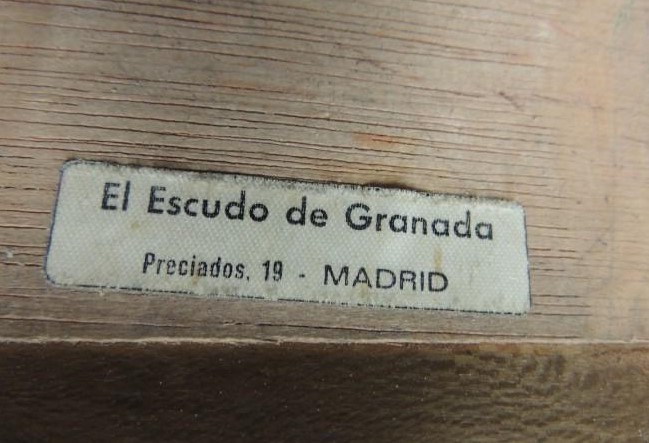 El Escudo de Granada
Preciados, 19 - MADRID